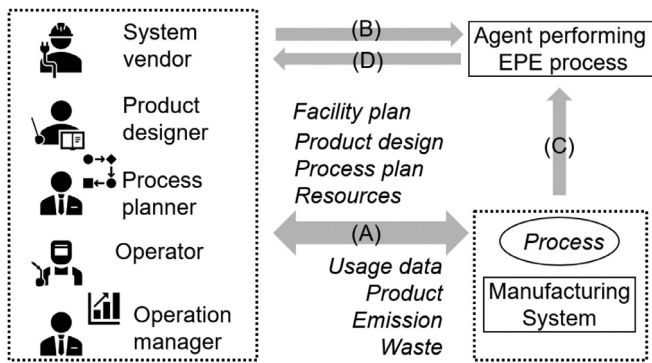 System
vendor
Product
designer
Process
planner
Operator
Operation
manager
(B)
(D)
Agent performing
EPE process
Facility plan
Product design
Process plan
Resources
(C)
(A)
Usage data
Product
Emission
Waste
Process
Manufacturing
System